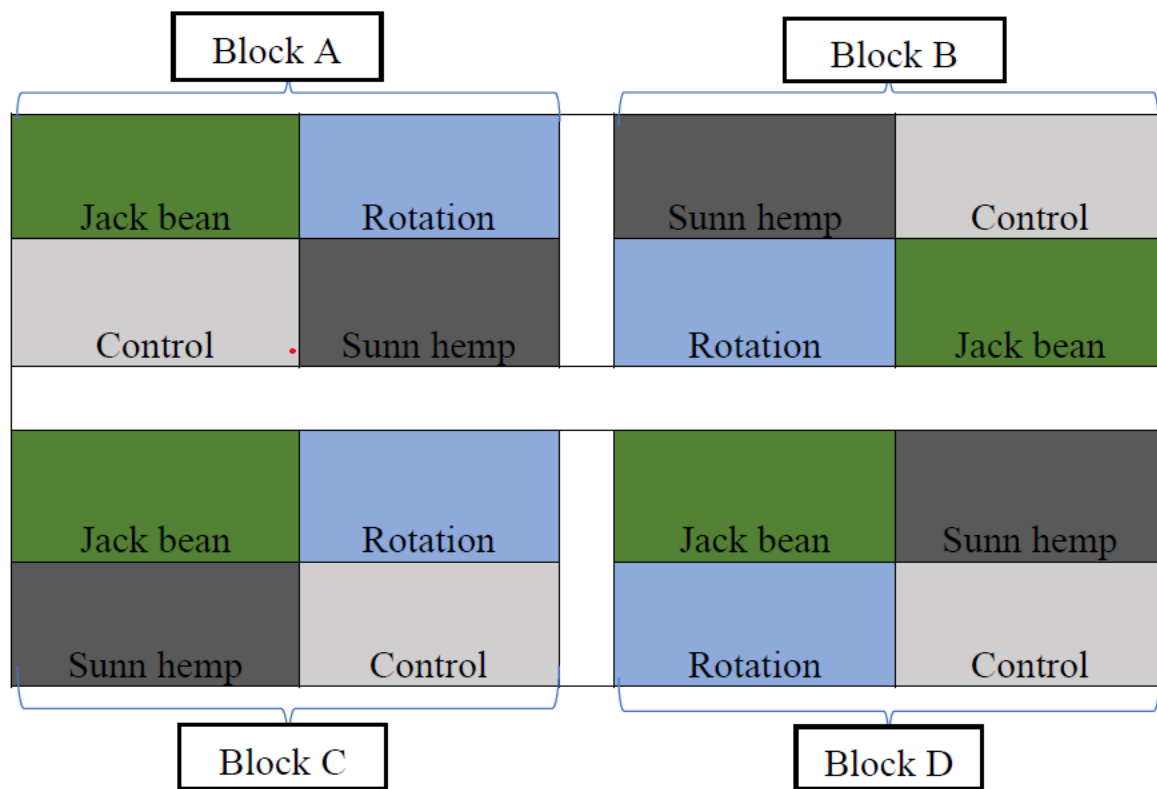 Block A
Block B
Jack bean Rotation Sunn hemp Control
Control Sunn hemp Rotation Jack bean
Jack bean Rotation Jack bean Sunn hemp
Sunn hemp Control Rotation Control
Block C
Block D